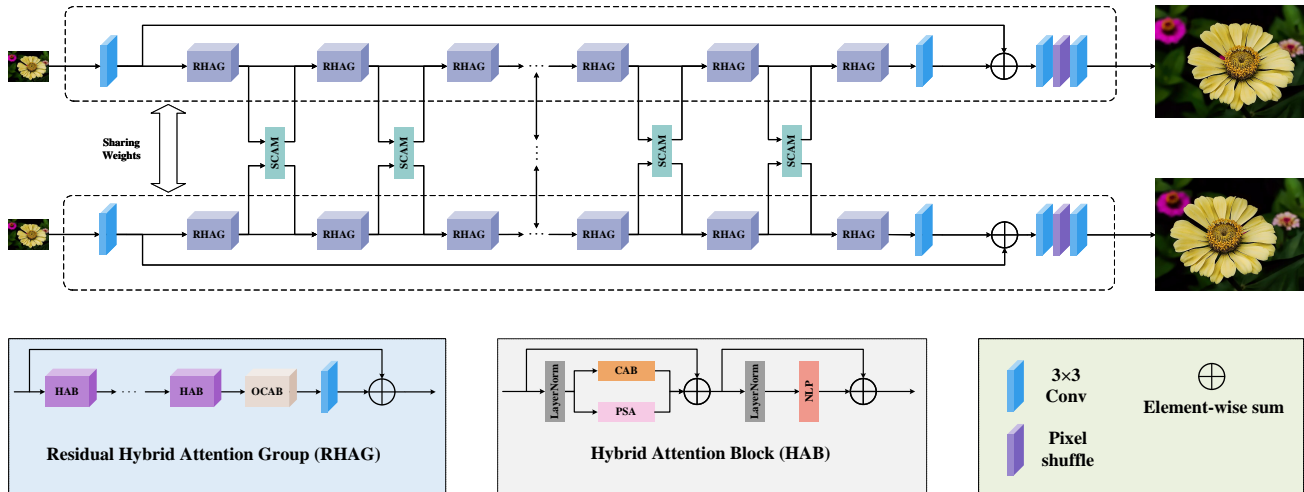 RHAG
RHAG
RHAG
...
RHAG
RHAG
RHAG
Sharing
Weights
SCAM
SCAM
...
SCAM
SCAM
RHAG
RHAG
RHAG
...
RHAG
RHAG
RHAG
HAB
...
HAB
OCAB
Residual Hybrid Attention Group (RHAG)
LayerNorm
CAB
PSA
LayerNorm
NLP
Hybrid Attention Block (HAB)
3×3
Conv
Pixel
shuffle
Element-wise sum